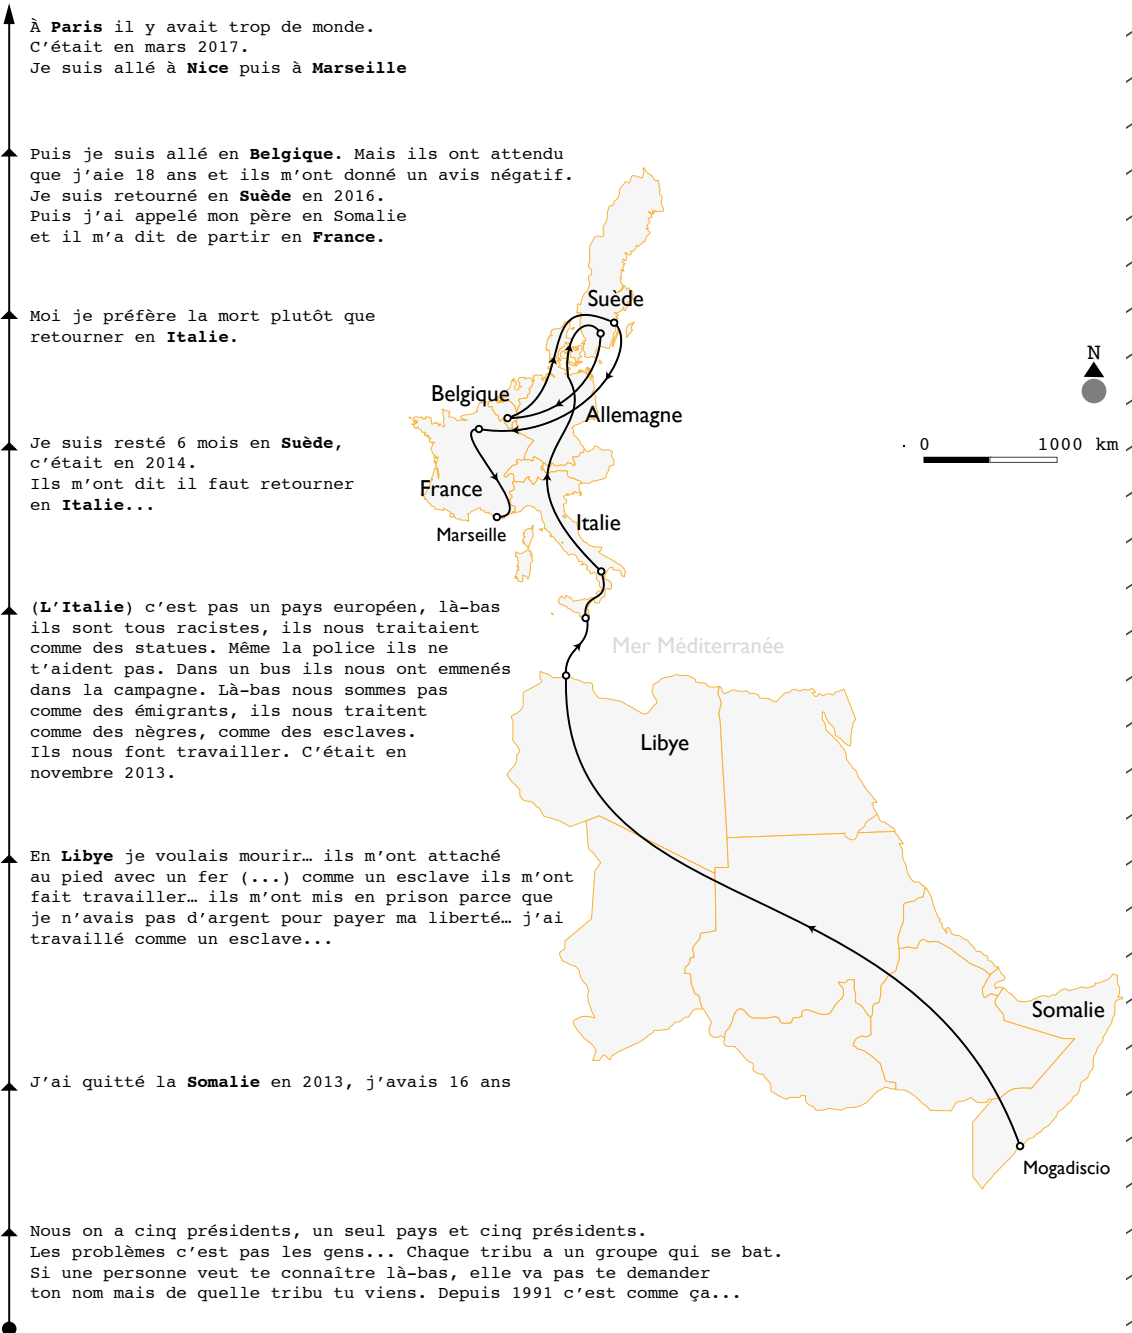 À Paris il y avait trop de monde.
C'était en mars 2017.
Je suis allé à Nice puis à Marseille
Puis je suis allé en Belgique. Mais ils ont attendu
que j'aie 18 ans et ils m'ont donné un avis négatif.
Je suis retourné en Suède en 2016.
Puis j'ai appelé mon père en Somalie
et il m'a dit de partir en France.
Moi je préfère la mort plutôt que
retourner en Italie.
Je suis resté 6 mois en Suède,
c'était en 2014.
Ils m'ont dit il faut retourner
en Italie...
(L'Italie) c'est pas un pays européen, là-bas
ils sont tous racistes, ils nous traitaient
comme des statues. Même la police ils ne
t'aident pas. Dans un bus ils nous ont emmenés
dans la campagne. Là-bas nous sommes pas
comme des émigrants, ils nous traitent
comme des nègres, comme des esclaves.
Ils nous font travailler. C'était en
novembre 2013.
En Libye je voulais mourir… ils m'ont attaché
au pied avec un fer (...) comme un esclave ils m'ont
fait travailler… ils m'ont mis en prison parce que
je n'avais pas d'argent pour payer ma liberté… j'ai
travaillé comme un esclave...
J'ai quitté la Somalie en 2013, j'avais 16 ans
Nous on a cinq présidents, un seul pays et cinq présidents.
Les problèmes c'est pas les gens... Chaque tribu a un groupe qui se bat.
Si une personne veut te connaître là-bas, elle va pas te demander
ton nom mais de quelle tribu tu viens. Depuis 1991 c'est comme ça...
Suède
Belgique
Allemagne
France
Marseille
Italie
Mer Méditerranée
Libye
Somalie
Mogadiscio
N
0 1000 km